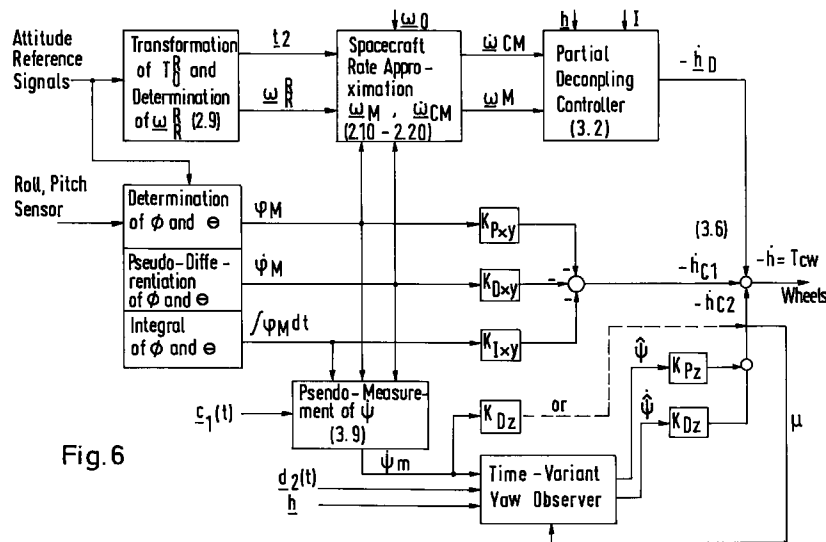 Attitude
Reference
Signals
Transformation
of T R 0 and
Determination
of ω R R (2.9)
t2
ω R R
ω0
Spacecraft
Rate Appro-
ximation
ωM , ω̇CM
(2.10 - 2.20)
ω̇CM
ωM
h
I
Partial
Deconpling
Controller
(3.2)
-ḣD
Roll, Pitch
Sensor
Determination
of ϕ and ⊖
Pseudo-Diffe-
rentiation
of ϕ and ⊖
Integral
of ϕ and ⊖
φM
φ̇M
∫φM dt
KPxy
KDxy
KIxy
-
-
-
(3.6)
-ḣC1
-ḣ = Tcw
Wheels
-ḣC2
c1(t)
Psendo-Measure-
ment of ψ̇
(3.9)
ψ̇m
KDz
or
ψ̂
KPz
ψ̇̂
KDz
μ
d2(t)
h
Time-Variant
Yaw Observer
Fig. 6